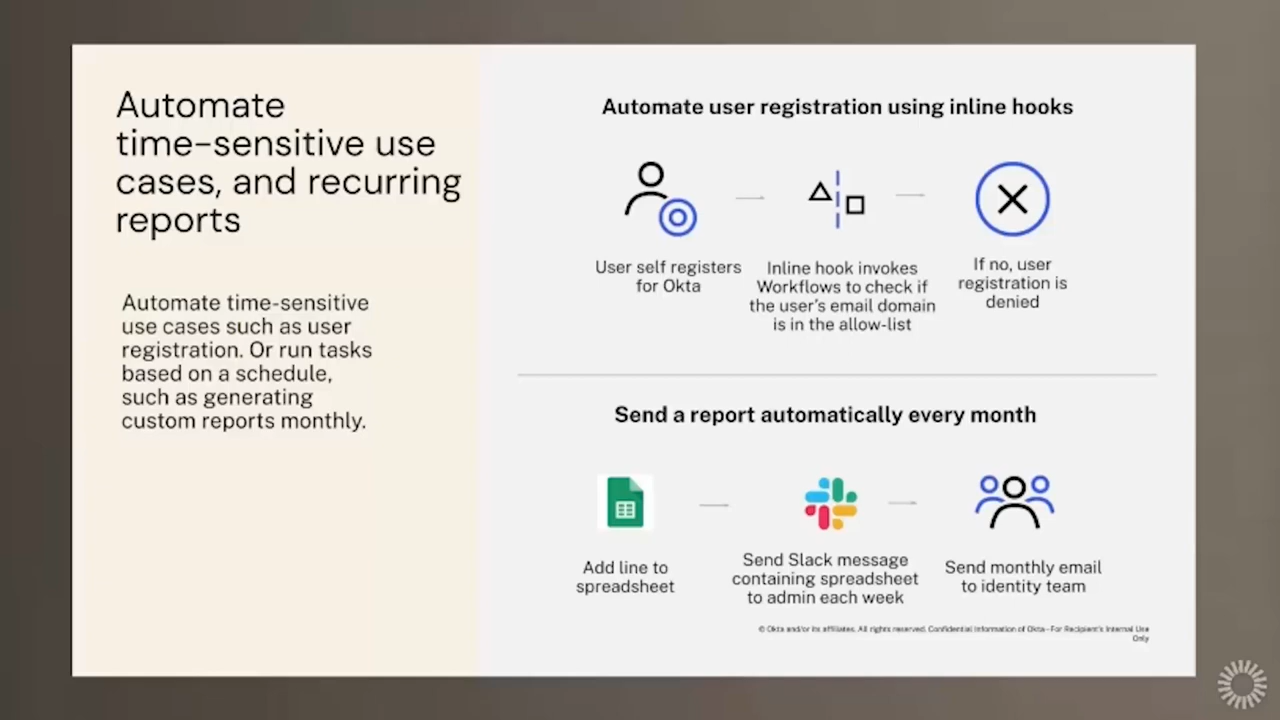 Automate
time-sensitive use
cases, and recurring
reports
Automate time-sensitive
use cases such as user
registration. Or run tasks
based on a schedule,
such as generating
custom reports monthly.
Automate user registration using inline hooks
User self registers
for Okta
Inline hook invokes
Workflows to check if
the user's email domain
is in the allow-list
If no, user
registration is
denied
Send a report automatically every month
Add line to
spreadsheet
Send Slack message
containing spreadsheet
to admin each week
Send monthly email
to identity team
© Okta and/or its affiliates. All rights reserved. Confidential Information of Okta—For Recipient's Internal Use
Only